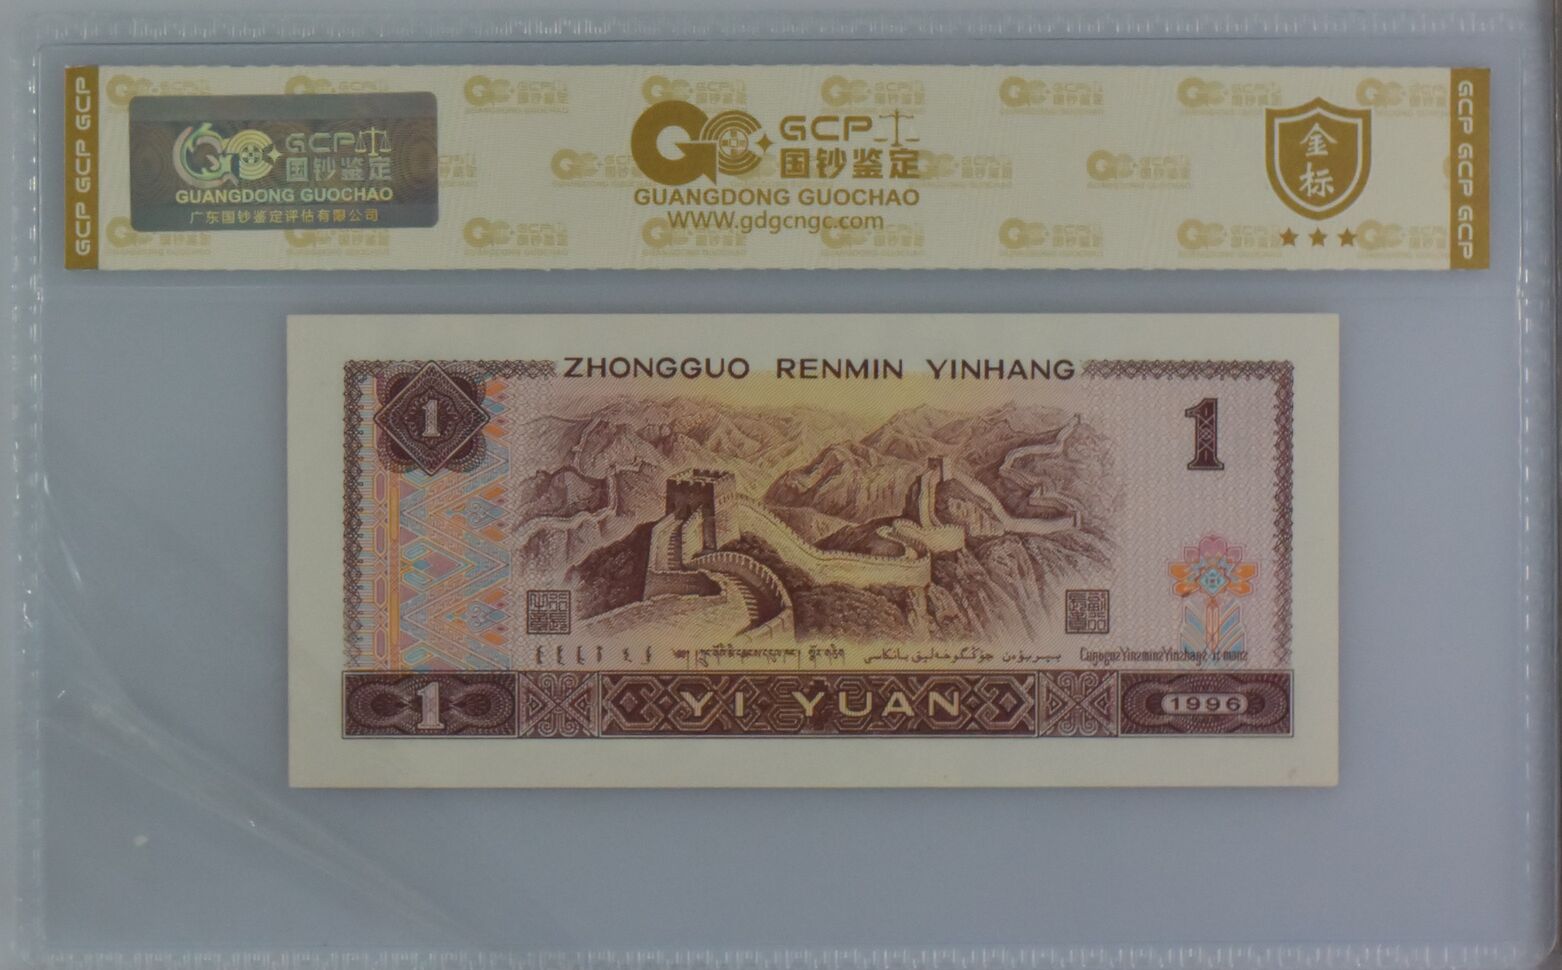 GCP GCP GCP
GCP
国钞鉴定
GUANGDONG GUOCHAO
广东国钞鉴定评估有限公司
GCP
国钞鉴定
GUANGDONG GUOCHAO
WWW.gdgcngc.com
金标
GCP GCP GCP
ZHONGGUO RENMIN YINHANG
1
1
1
YI YUAN
1996